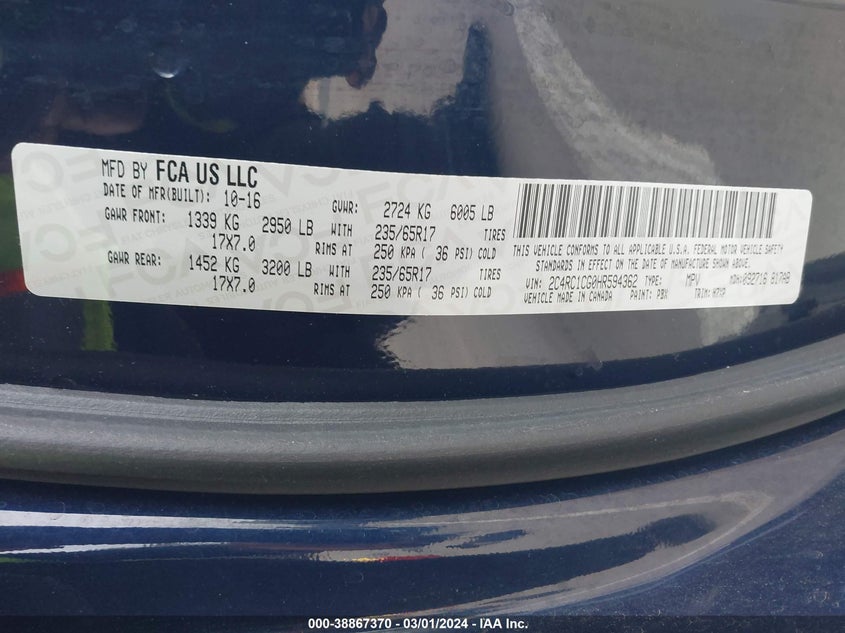 MFD BY FCA US LLC
DATE OF MFR(BUILT): 10-16 GVWR: 2724 KG 6005 LB
GAWR FRONT: 1339 KG 2950 LB WITH 235/65R17 TIRES
17X7.0 RIMS AT 250 KPA ( 36 PSI) COLD
GAWR REAR: 1452 KG 3200 LB WITH 235/65R17 TIRES
17X7.0 RIMS AT 250 KPA ( 36 PSI) COLD
THIS VEHICLE CONFORMS TO ALL APPLICABLE U.S.A. FEDERAL MOTOR VEHICLE SAFETY
STANDARDS IN EFFECT ON THE DATE OF MANUFACTURE SHOWN ABOVE.
VIN: 2C4RC1CG0HR594362 TYPE: MPV MDH:092716 017AB
VEHICLE MADE IN CANADA PAINT: PBX TRIM:
000-38867370 - 03/01/2024 - IAA Inc.